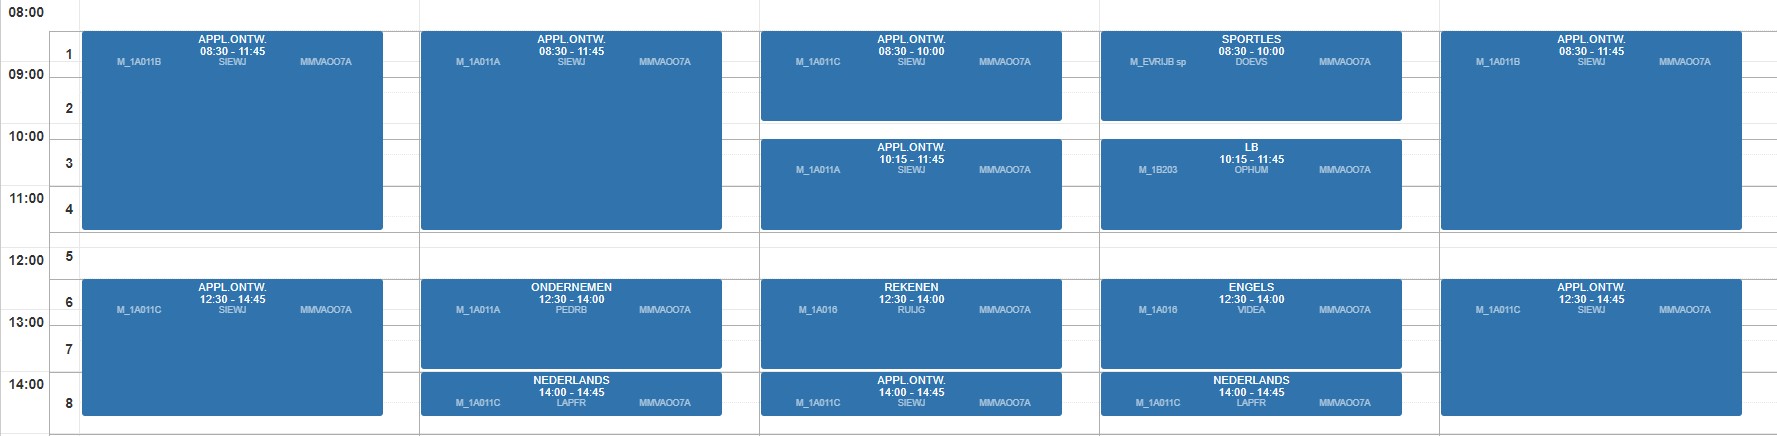 08:00
1
09:00
2
10:00
3
11:00
4
12:00
5
6
13:00
7
14:00
8
APPL.ONTW.
08:30 - 11:45
M_1A011B SIEWJ MMVAOO7A
APPL.ONTW.
12:30 - 14:45
M_1A011C SIEWJ MMVAOO7A
APPL.ONTW.
08:30 - 11:45
M_1A011A SIEWJ MMVAOO7A
ONDERNEMEN
12:30 - 14:00
M_1A011A PEDRB MMVAOO7A
NEDERLANDS
14:00 - 14:45
M_1A011C LAPFR MMVAOO7A
APPL.ONTW.
08:30 - 10:00
M_1A011C SIEWJ MMVAOO7A
APPL.ONTW.
10:15 - 11:45
M_1A011A SIEWJ MMVAOO7A
REKENEN
12:30 - 14:00
M_1A016 RUIJG MMVAOO7A
APPL.ONTW.
14:00 - 14:45
M_1A011C SIEWJ MMVAOO7A
SPORTLES
08:30 - 10:00
M_EVRIJB sp DOEVS MMVAOO7A
LB
10:15 - 11:45
M_1B203 OPHUM MMVAOO7A
ENGELS
12:30 - 14:00
M_1A016 VIDEA MMVAOO7A
NEDERLANDS
14:00 - 14:45
M_1A011C LAPFR MMVAOO7A
APPL.ONTW.
08:30 - 11:45
M_1A011B SIEWJ MMVAOO7A
APPL.ONTW.
12:30 - 14:45
M_1A011C SIEWJ MMVAOO7A